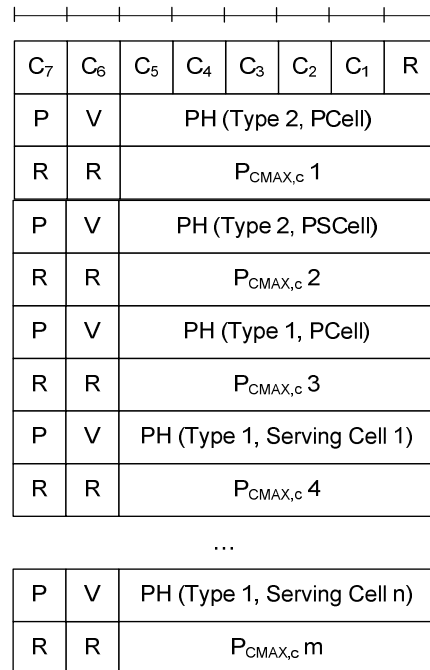 C7 C6 C5 C4 C3 C2 C1 R
P V PH (Type 2, PCell)
R R PCMAX,c 1
P V PH (Type 2, PSCell)
R R PCMAX,c 2
P V PH (Type 1, PCell)
R R PCMAX,c 3
P V PH (Type 1, Serving Cell 1)
R R PCMAX,c 4
...
P V PH (Type 1, Serving Cell n)
R R PCMAX,c m